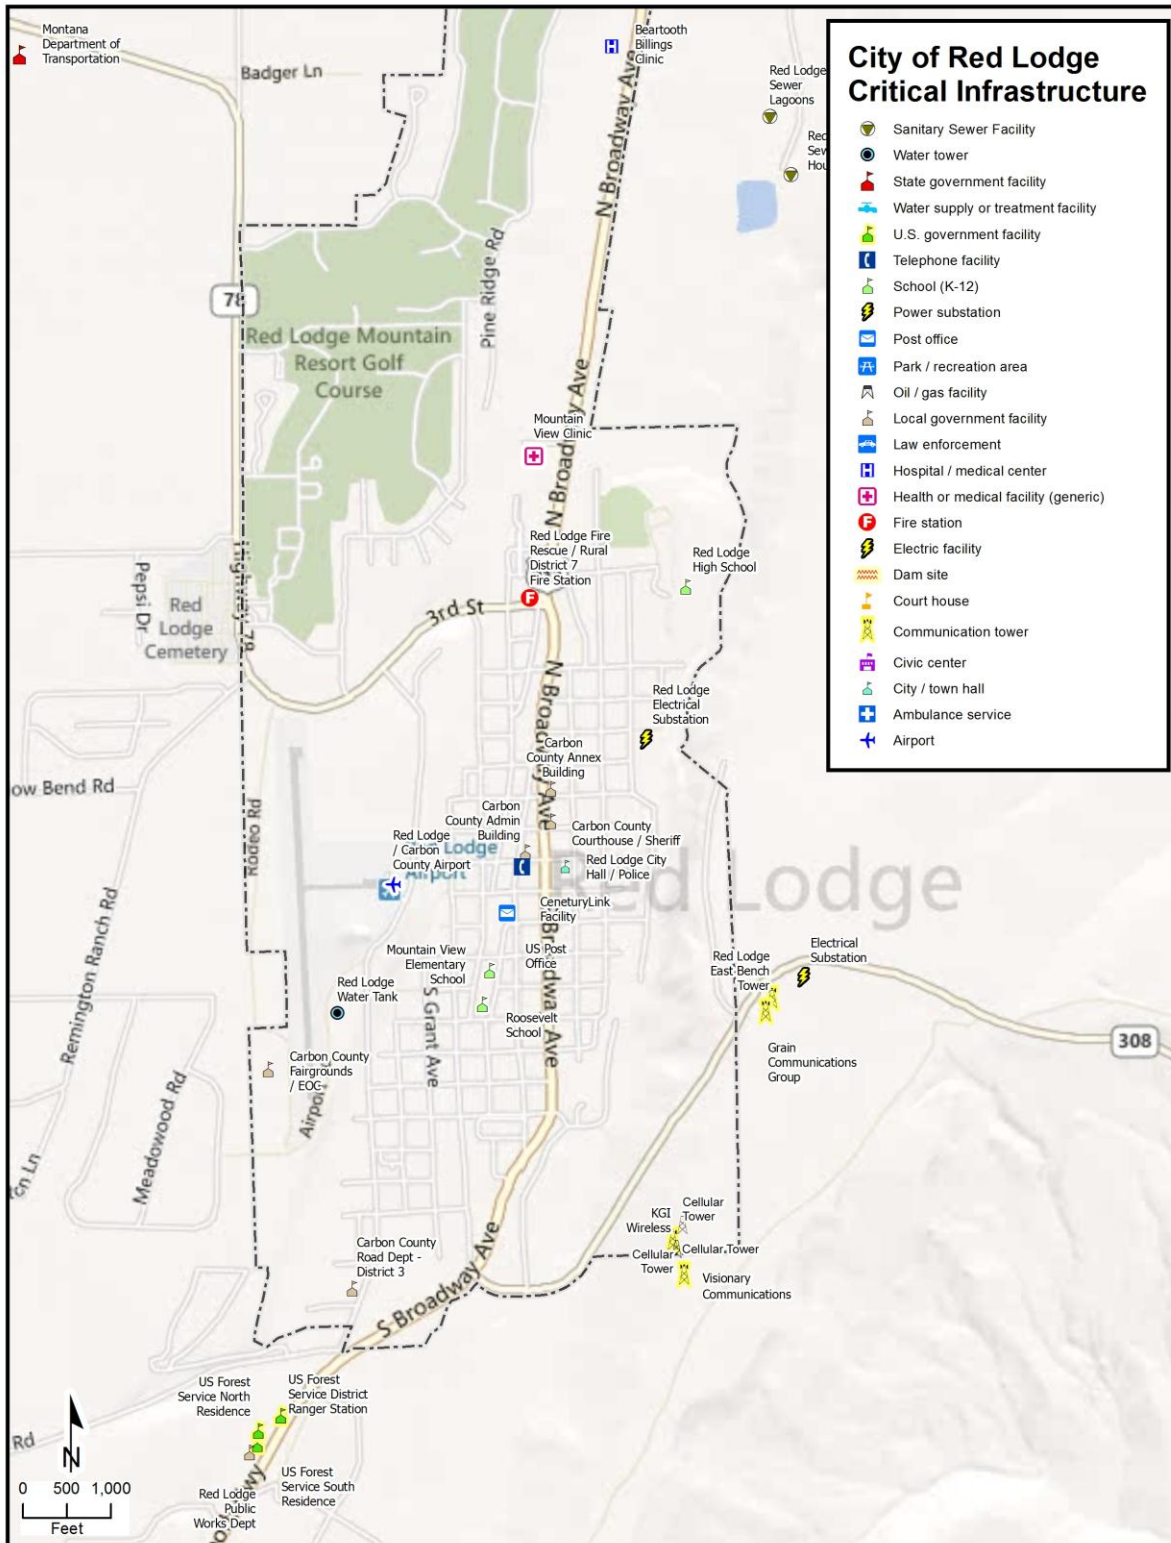 Montana
Department of
Transportation
Beartooth
Billings
Clinic
Badger Ln
Red Lodge
Sewer
Lagoons
N Broadway Ave
City of Red Lodge
Critical Infrastructure
Sanitary Sewer Facility
Water tower
State government facility
Water supply or treatment facility
U.S. government facility
Telephone facility
School (K-12)
Power substation
Post office
Park / recreation area
Oil / gas facility
Local government facility
Law enforcement
Hospital / medical center
Health or medical facility (generic)
Fire station
Electric facility
Dam site
Court house
Communication tower
Civic center
City / town hall
Ambulance service
Airport
Pine Ridge Rd
78
Red Lodge Mountain
Resort Golf
Course
N Broadway Ave
Mountain
View Clinic
N Broadway Ave
Red Lodge Fire
Rescue / Rural
District 7
Fire Station
F
Red Lodge
High School
Pepsi Dr
Highway 78
Red
Lodge
Cemetery
3rd St
N Broadway Ave
Red Lodge
Electrical
Substation
Carbon
County Annex
Building
ow Bend Rd
Rodeo Rd
Carbon
County Admin
Building
Carbon County
Courthouse / Sheriff
Red Lodge
/ Carbon
County Airport
Lodge
Airport
Red Lodge City
Hall / Police
Red Lodge
CeneturyLink
Facility
Remington Ranch Rd
Mountain View
Elementary
School
US Post
Office
Red Lodge
East Bench
Tower
Electrical
Substation
Red Lodge
Water Tank
S Grant Ave
Roosevelt
School
S Broadway Ave
308
Grain
Communications
Group
Carbon County
Fairgrounds
/ EOC
Airport
Meadowood Rd
Ln
KGI
Wireless
Cellular
Tower
Cellular
Tower
Cellular Tower
Visionary
Communications
Carbon County
Road Dept -
District 3
S Broadway Ave
US Forest
Service North
Residence
US Forest
Service District
Ranger Station
Rd
N
0 500 1,000
Feet
US Forest
Service South
Residence
Red Lodge
Public
Works Dept